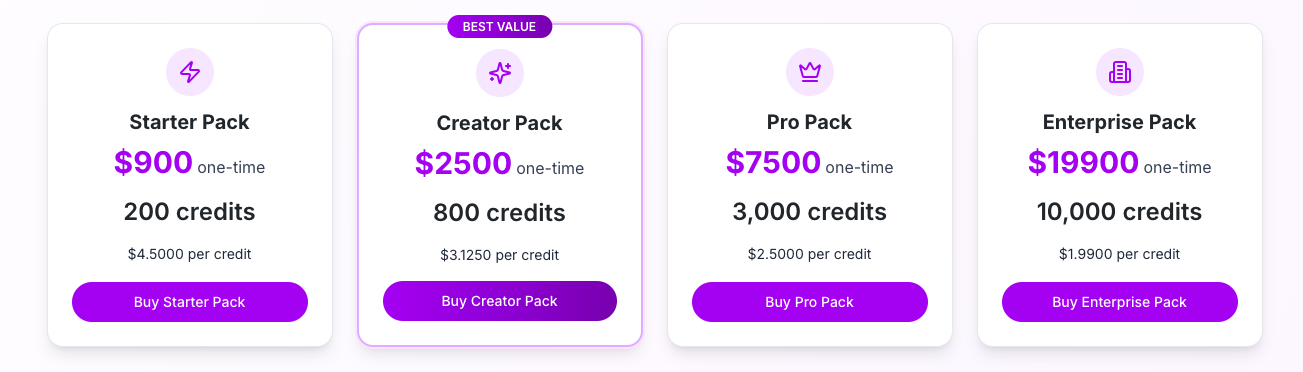 BEST VALUE
Starter Pack
$900 one-time
200 credits
$4.5000 per credit
Buy Starter Pack
Creator Pack
$2500 one-time
800 credits
$3.1250 per credit
Buy Creator Pack
Pro Pack
$7500 one-time
3,000 credits
$2.5000 per credit
Buy Pro Pack
Enterprise Pack
$19900 one-time
10,000 credits
$1.9900 per credit
Buy Enterprise Pack